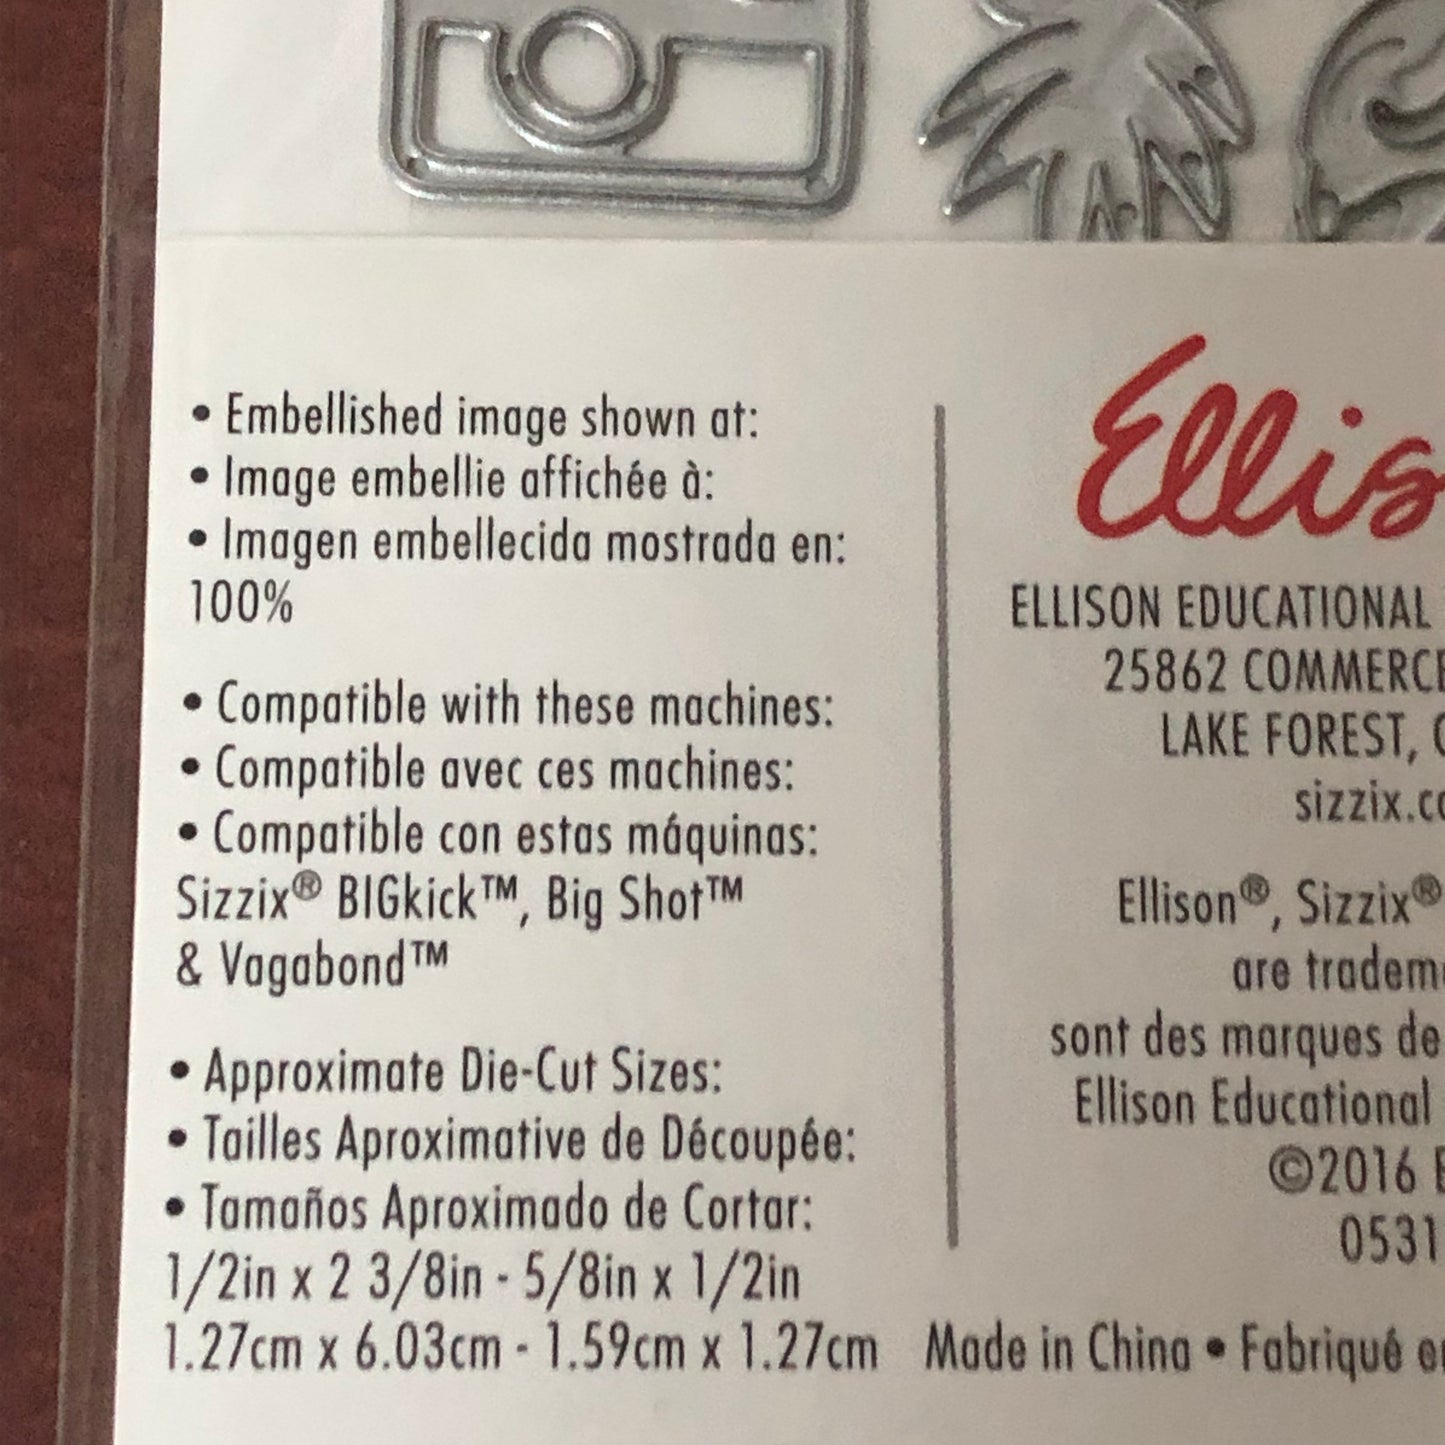 • Embellished image shown at:
• Image embellie affichée à:
• Imagen embellecida mostrada en:
100%
• Compatible with these machines:
• Compatible avec ces machines:
• Compatible con estas máquinas:
Sizzix® BIGkick™, Big Shot™
& Vagabond™
• Approximate Die-Cut Sizes:
• Tailles Aproximative de Découpée:
• Tamaños Aproximado de Cortar:
1/2in x 2 3/8in - 5/8in x 1/2in
1.27cm x 6.03cm - 1.59cm x 1.27cm
Ellis
ELLISON EDUCATIONAL
25862 COMMERCE
LAKE FOREST,
sizzix.co
Ellison®, Sizzix®
are tradem
sont des marques de
Ellison Educational
©2016 E
0531
Made in China • Fabriqué en